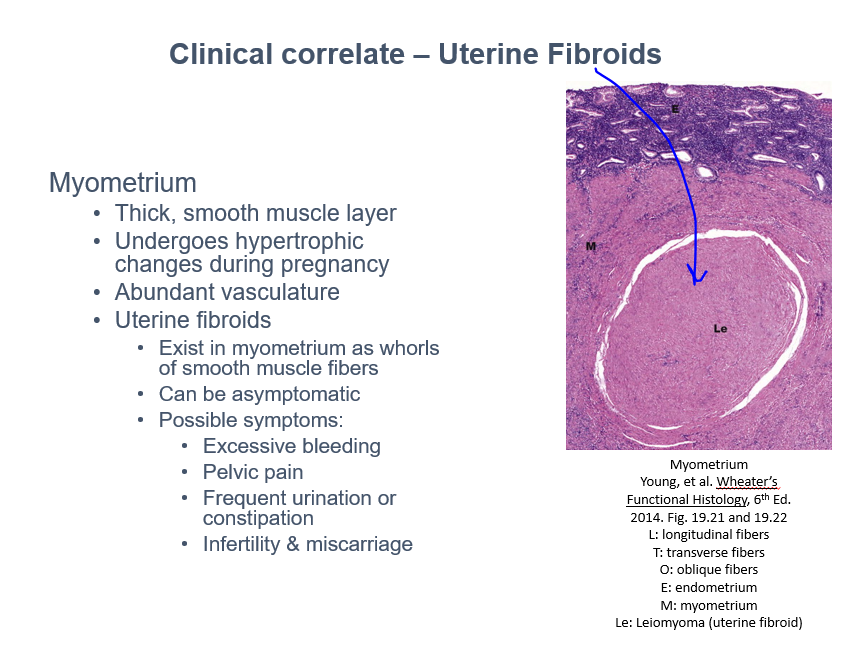 Clinical correlate – Uterine Fibroids
Myometrium
• Thick, smooth muscle layer
• Undergoes hypertrophic
changes during pregnancy
• Abundant vasculature
• Uterine fibroids
• Exist in myometrium as whorls
of smooth muscle fibers
• Can be asymptomatic
• Possible symptoms:
• Excessive bleeding
• Pelvic pain
• Frequent urination or
constipation
• Infertility & miscarriage
E
M
Le
Myometrium
Young, et al. Wheater’s
Functional Histology, 6th Ed.
2014. Fig. 19.21 and 19.22
L: longitudinal fibers
T: transverse fibers
O: oblique fibers
E: endometrium
M: myometrium
Le: Leiomyoma (uterine fibroid)